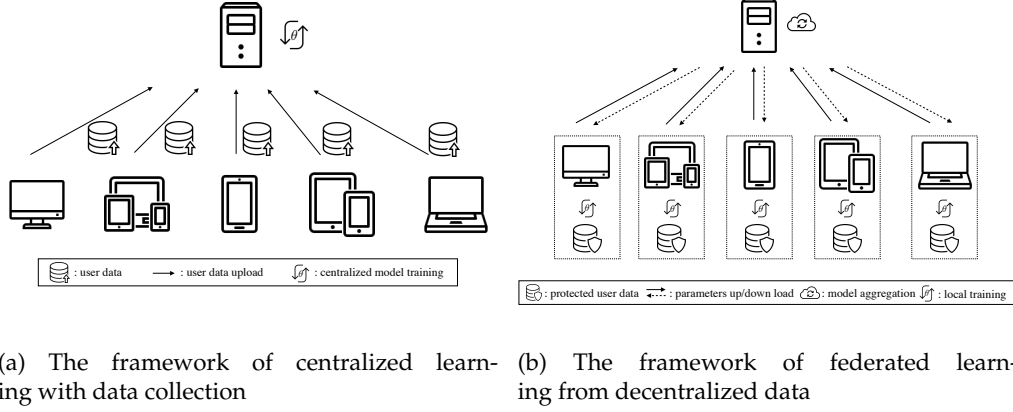 θ
: user data : user data upload θ : centralized model training
(a) The framework of centralized learn-
ing with data collection
θ θ θ θ θ
: protected user data : parameters up/down load : model aggregation θ : local training
(b) The framework of federated learn-
ing from decentralized data